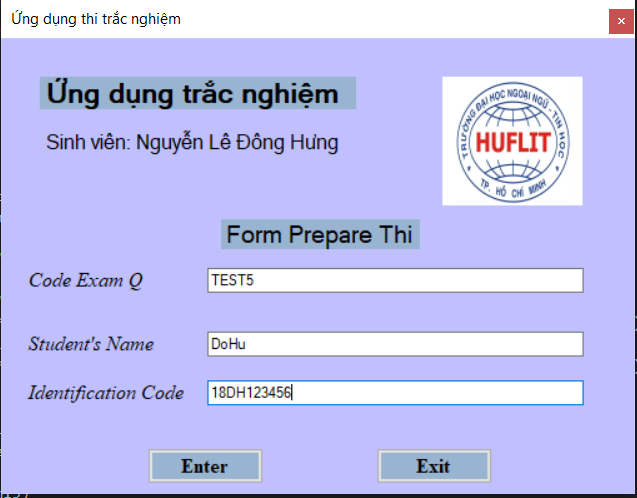 Ứng dụng thi trắc nghiệm
×
Ứng dụng trắc nghiệm
Sinh viên: Nguyễn Lê Đông Hưng
TRƯỜNG ĐẠI HỌC NGOẠI NGỮ - TIN HỌC
HUFLIT
TP. HỒ CHÍ MINH
Form Prepare Thi
Code Exam Q TEST5
Student's Name DoHu
Identification Code 18DH123456
Enter Exit